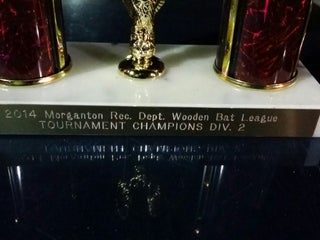 2014 Morganton Rec. Dept. Wooden Bat League
TOURNAMENT CHAMPIONS DIV. 2